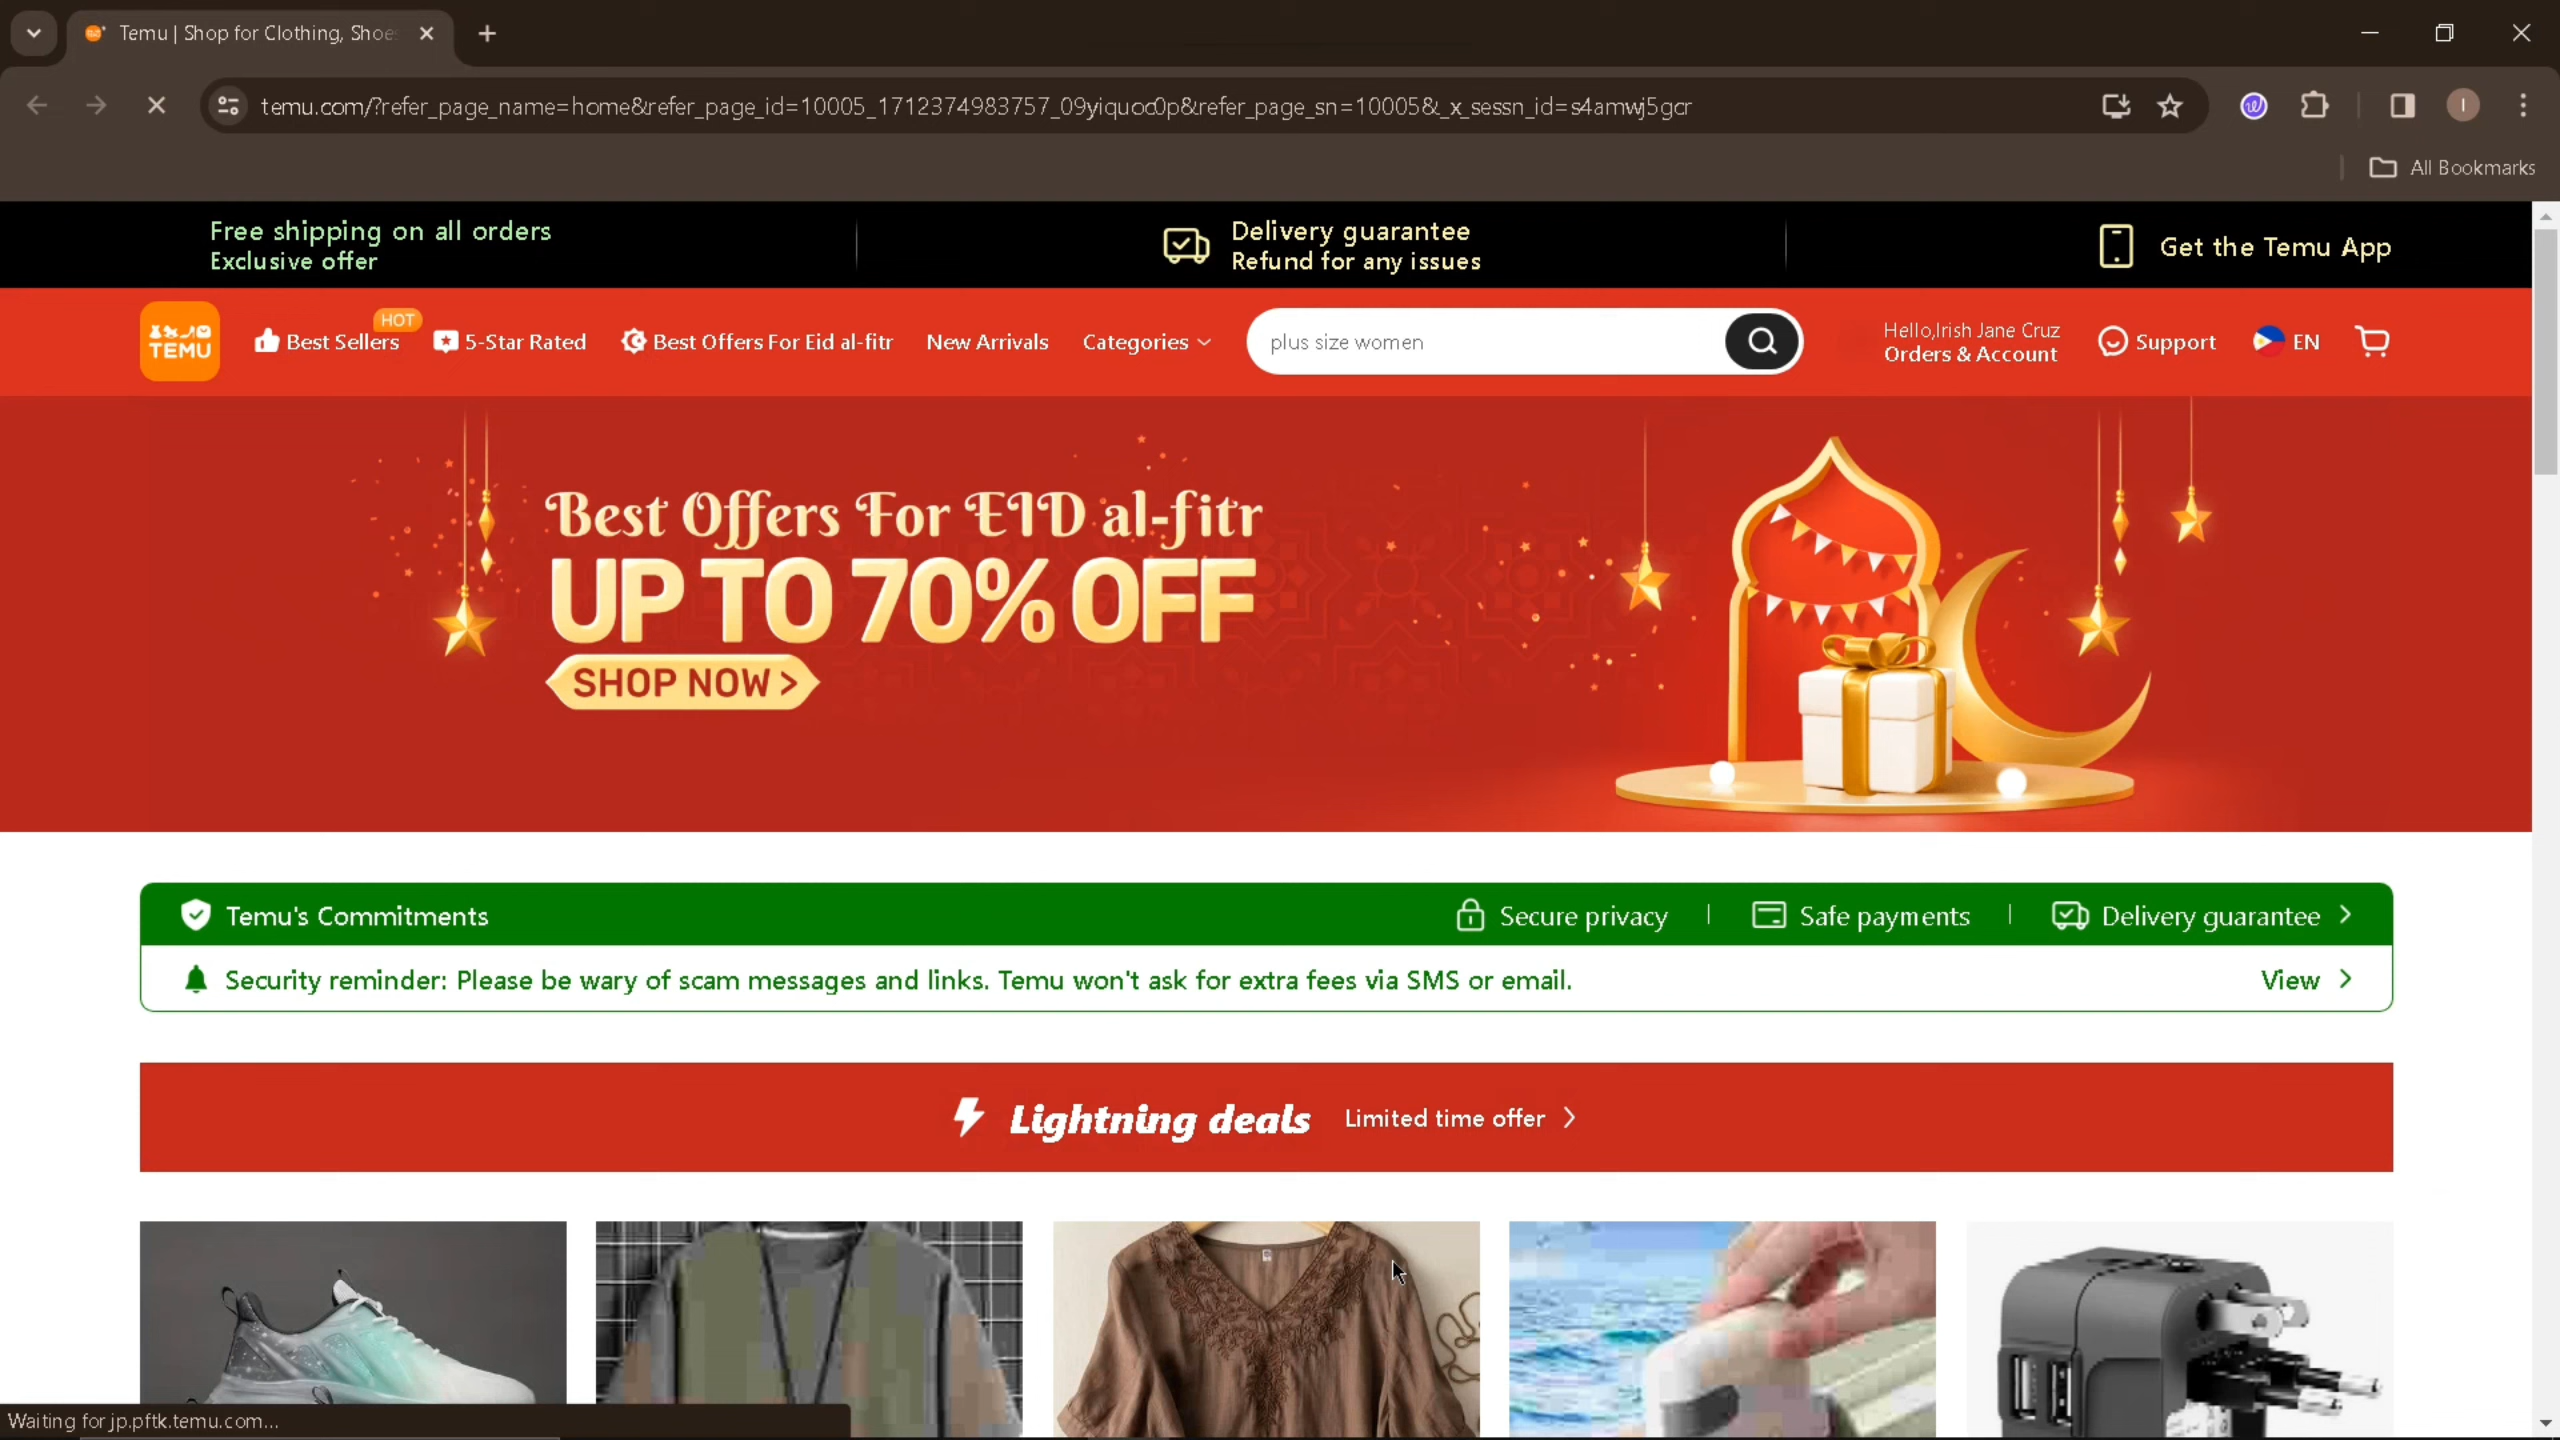 Temu | Shop for Clothing, Shoe
temu.com/?refer_page_name=home&refer_page_id=10005_1712374983757_09yiquoc0p&refer_page_sn=10005&_x_sessn_id=s4amwj5gcr
All Bookmarks
Free shipping on all orders
Exclusive offer
Delivery guarantee
Refund for any issues
Get the Temu App
TEMU
Best Sellers
HOT
5-Star Rated
Best Offers For Eid al-fitr
New Arrivals
Categories
plus size women
Hello,Irish Jane Cruz
Orders & Account
Support
EN
Best Offers For EID al-fitr
UP TO 70% OFF
SHOP NOW >
Temu's Commitments
Secure privacy
Safe payments
Delivery guarantee
Security reminder: Please be wary of scam messages and links. Temu won't ask for extra fees via SMS or email.
View
Lightning deals
Limited time offer
Waiting for jp.pftk.temu.com...